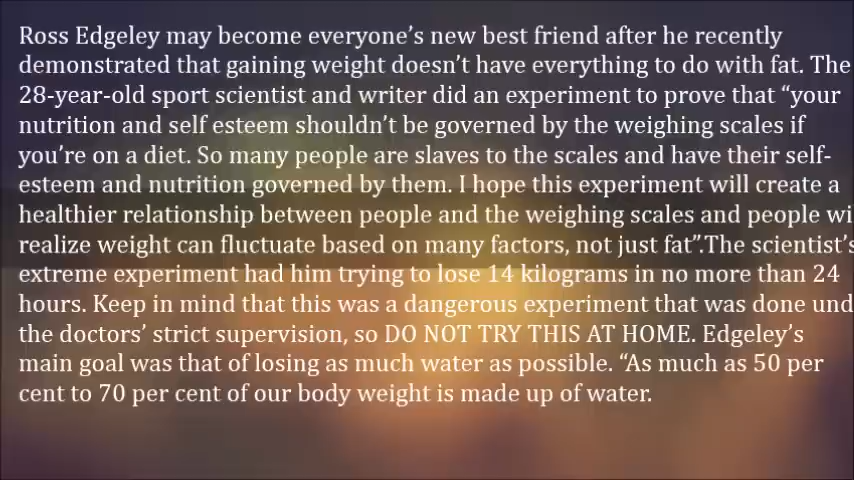 Ross Edgeley may become everyone’s new best friend after he recently
demonstrated that gaining weight doesn’t have everything to do with fat. The
28-year-old sport scientist and writer did an experiment to prove that “your
nutrition and self esteem shouldn’t be governed by the weighing scales if
you’re on a diet. So many people are slaves to the scales and have their self-
esteem and nutrition governed by them. I hope this experiment will create a
healthier relationship between people and the weighing scales and people wi
realize weight can fluctuate based on many factors, not just fat”.The scientist’s
extreme experiment had him trying to lose 14 kilograms in no more than 24
hours. Keep in mind that this was a dangerous experiment that was done und
the doctors’ strict supervision, so DO NOT TRY THIS AT HOME. Edgeley’s
main goal was that of losing as much water as possible. “As much as 50 per
cent to 70 per cent of our body weight is made up of water.